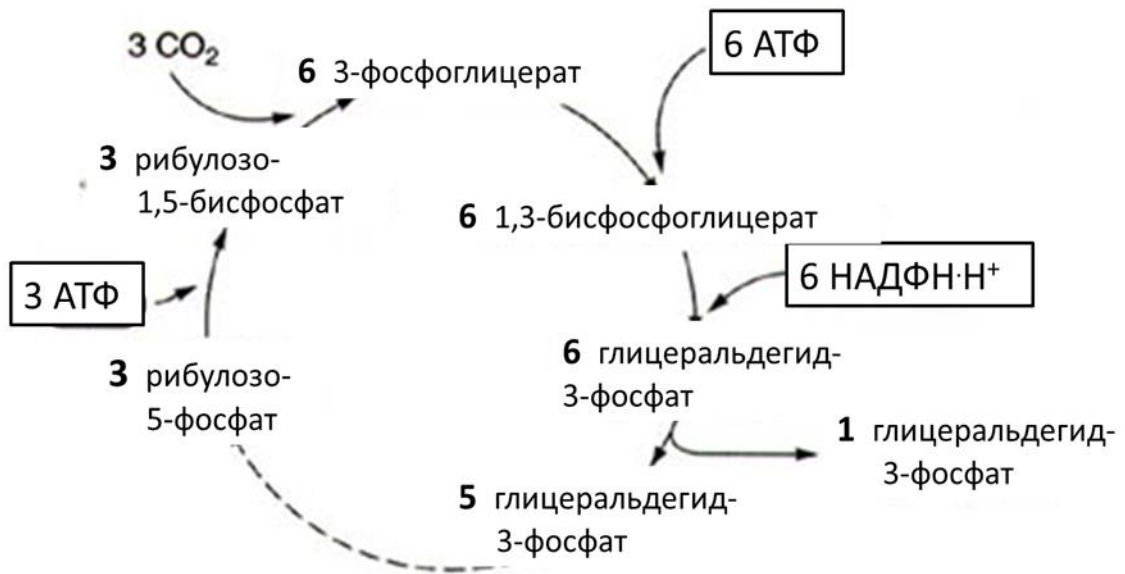 3 CO₂
6 3-фосфоглицерат
6 АТФ
3 рибулозо-
1,5-бисфосфат
6 1,3-бисфосфоглицерат
3 АТФ
6 НАДФН·Н⁺
6 глицеральдегид-
3-фосфат
3 рибулозо-
5-фосфат
1 глицеральдегид-
3-фосфат
5 глицеральдегид-
3-фосфат